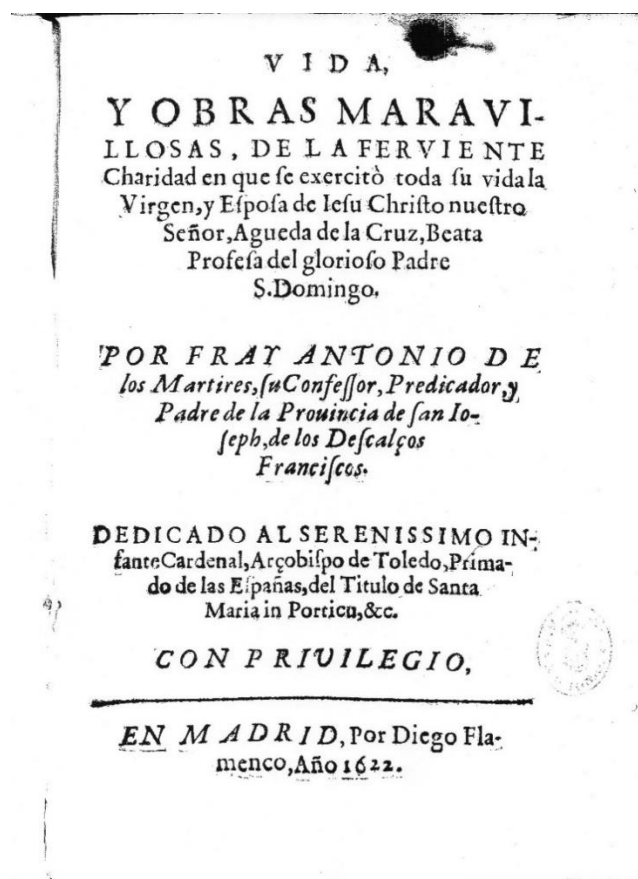 VIDA,
Y OBRAS MARAVI-
LLOSAS, DE LA FERVIENTE
Charidad en que ſe exercitò toda ſu vida la
Virgen, y Eſpoſa de Ieſu Chriſto nueſtro
Señor, Agueda de la Cruz, Beata
Profeſa del glorioſo Padre
S. Domingo.
POR FRAY ANTONIO DE
los Martires, ſu Confeſſor, Predicador, y
Padre de la Prouincia de ſan Io-
ſeph, de los Deſcalços
Franciſcos.
DEDICADO AL SERENISSIMO IN-
fante Cardenal, Arçobiſpo de Toledo, Prima-
do de las Eſpañas, del Titulo de Santa
Maria in Porticu, &c.
CON PRIVILEGIO,
EN MADRID, Por Diego Fla-
menco, Año 1622.